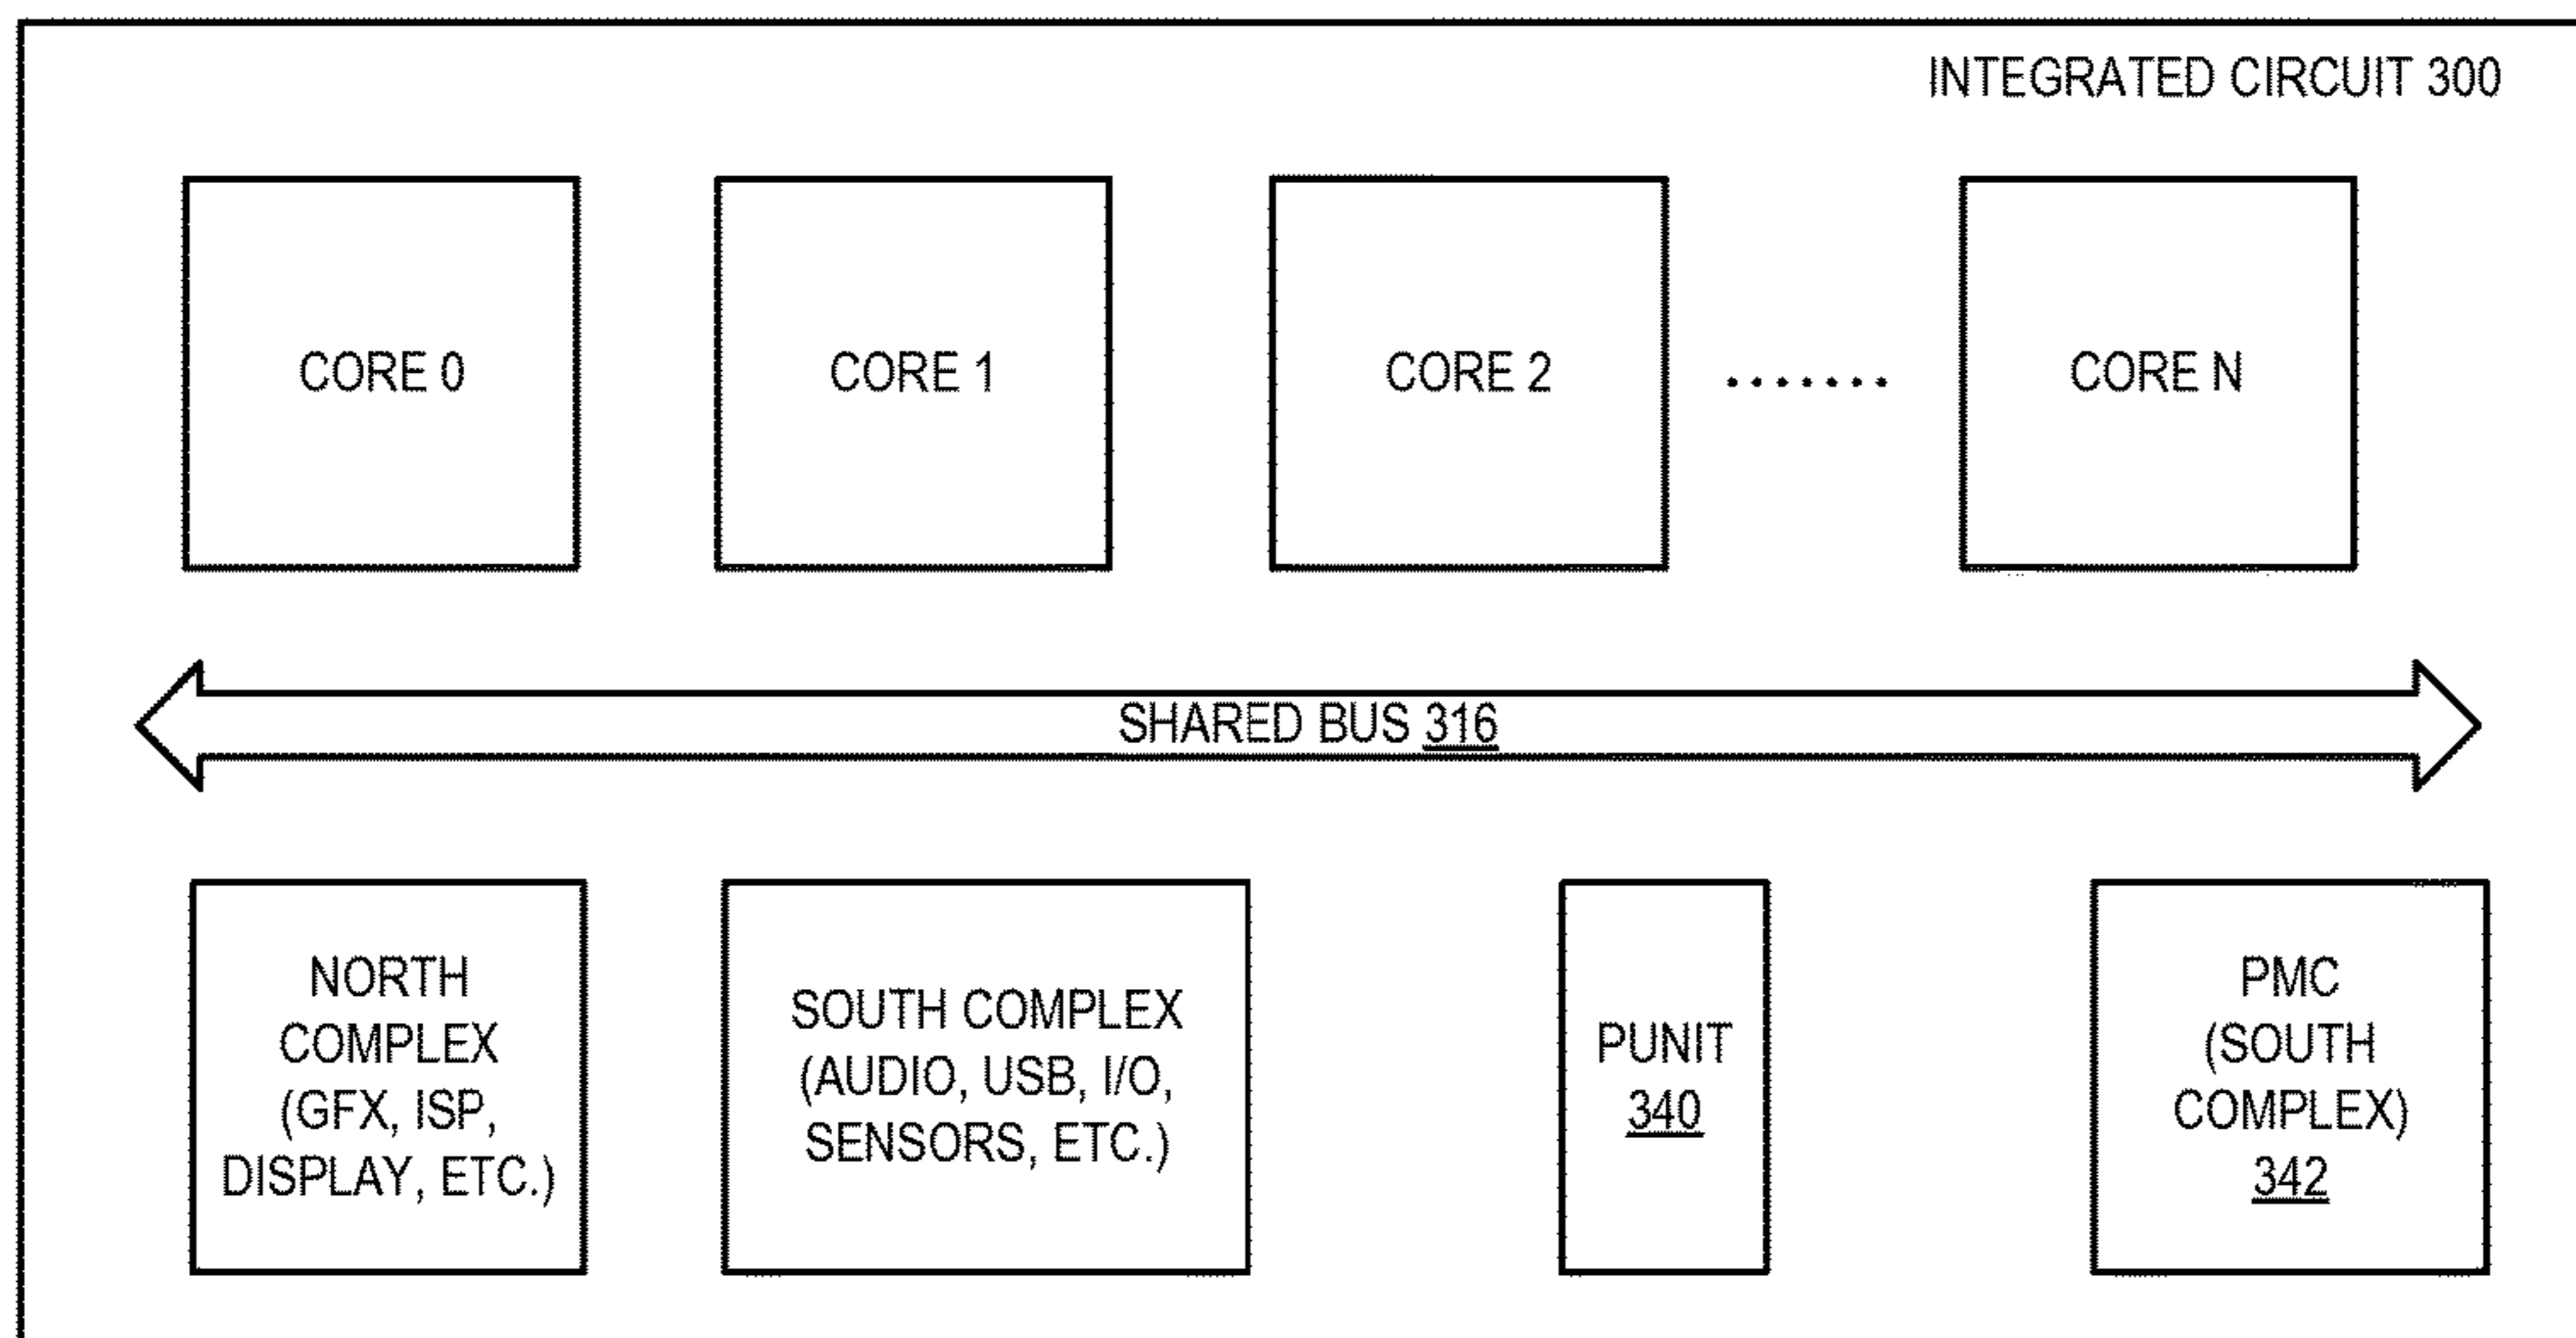 INTEGRATED CIRCUIT 300
CORE 0
CORE 1
CORE 2
.......
CORE N
SHARED BUS 316
NORTH
COMPLEX
(GFX, ISP,
DISPLAY, ETC.)
SOUTH COMPLEX
(AUDIO, USB, I/O,
SENSORS, ETC.)
PUNIT
340
PMC
(SOUTH
COMPLEX)
342